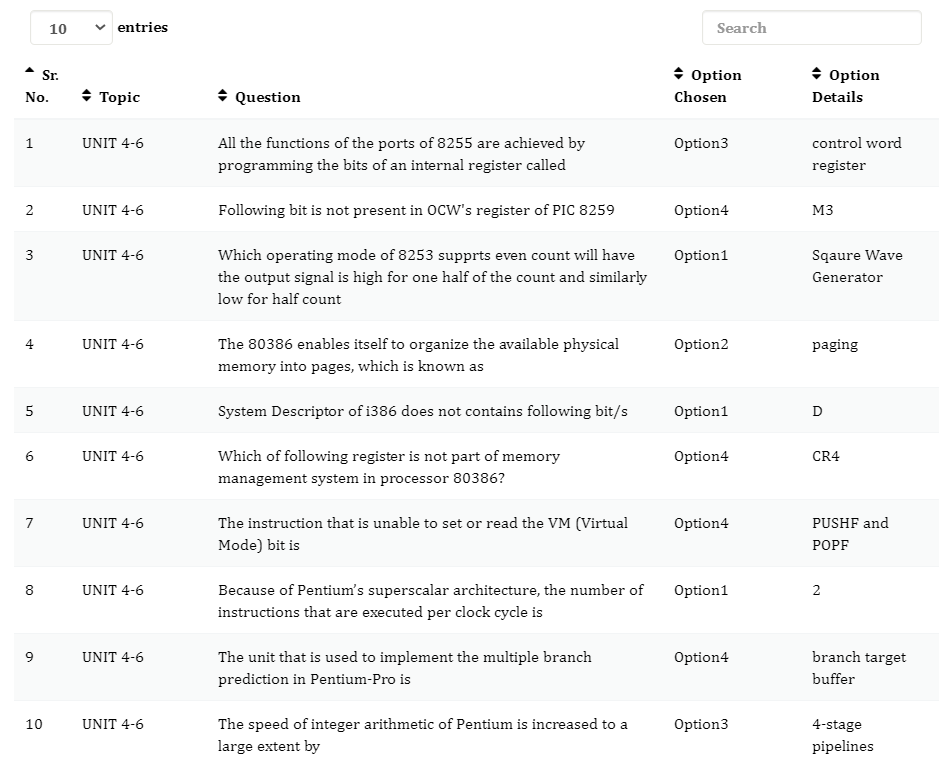 10 entries
Search
Sr. No.
Topic
Question
Option Chosen
Option Details
1 UNIT 4-6 All the functions of the ports of 8255 are achieved by Option3 control word
programming the bits of an internal register called register
2 UNIT 4-6 Following bit is not present in OCW's register of PIC 8259 Option4 M3
3 UNIT 4-6 Which operating mode of 8253 supprts even count will have Option1 Sqaure Wave
the output signal is high for one half of the count and similarly Generator
low for half count
4 UNIT 4-6 The 80386 enables itself to organize the available physical Option2 paging
memory into pages, which is known as
5 UNIT 4-6 System Descriptor of i386 does not contains following bit/s Option1 D
6 UNIT 4-6 Which of following register is not part of memory Option4 CR4
management system in processor 80386?
7 UNIT 4-6 The instruction that is unable to set or read the VM (Virtual Option4 PUSHF and
Mode) bit is POPF
8 UNIT 4-6 Because of Pentium’s superscalar architecture, the number of Option1 2
instructions that are executed per clock cycle is
9 UNIT 4-6 The unit that is used to implement the multiple branch Option4 branch target
prediction in Pentium-Pro is buffer
10 UNIT 4-6 The speed of integer arithmetic of Pentium is increased to a Option3 4-stage
large extent by pipelines